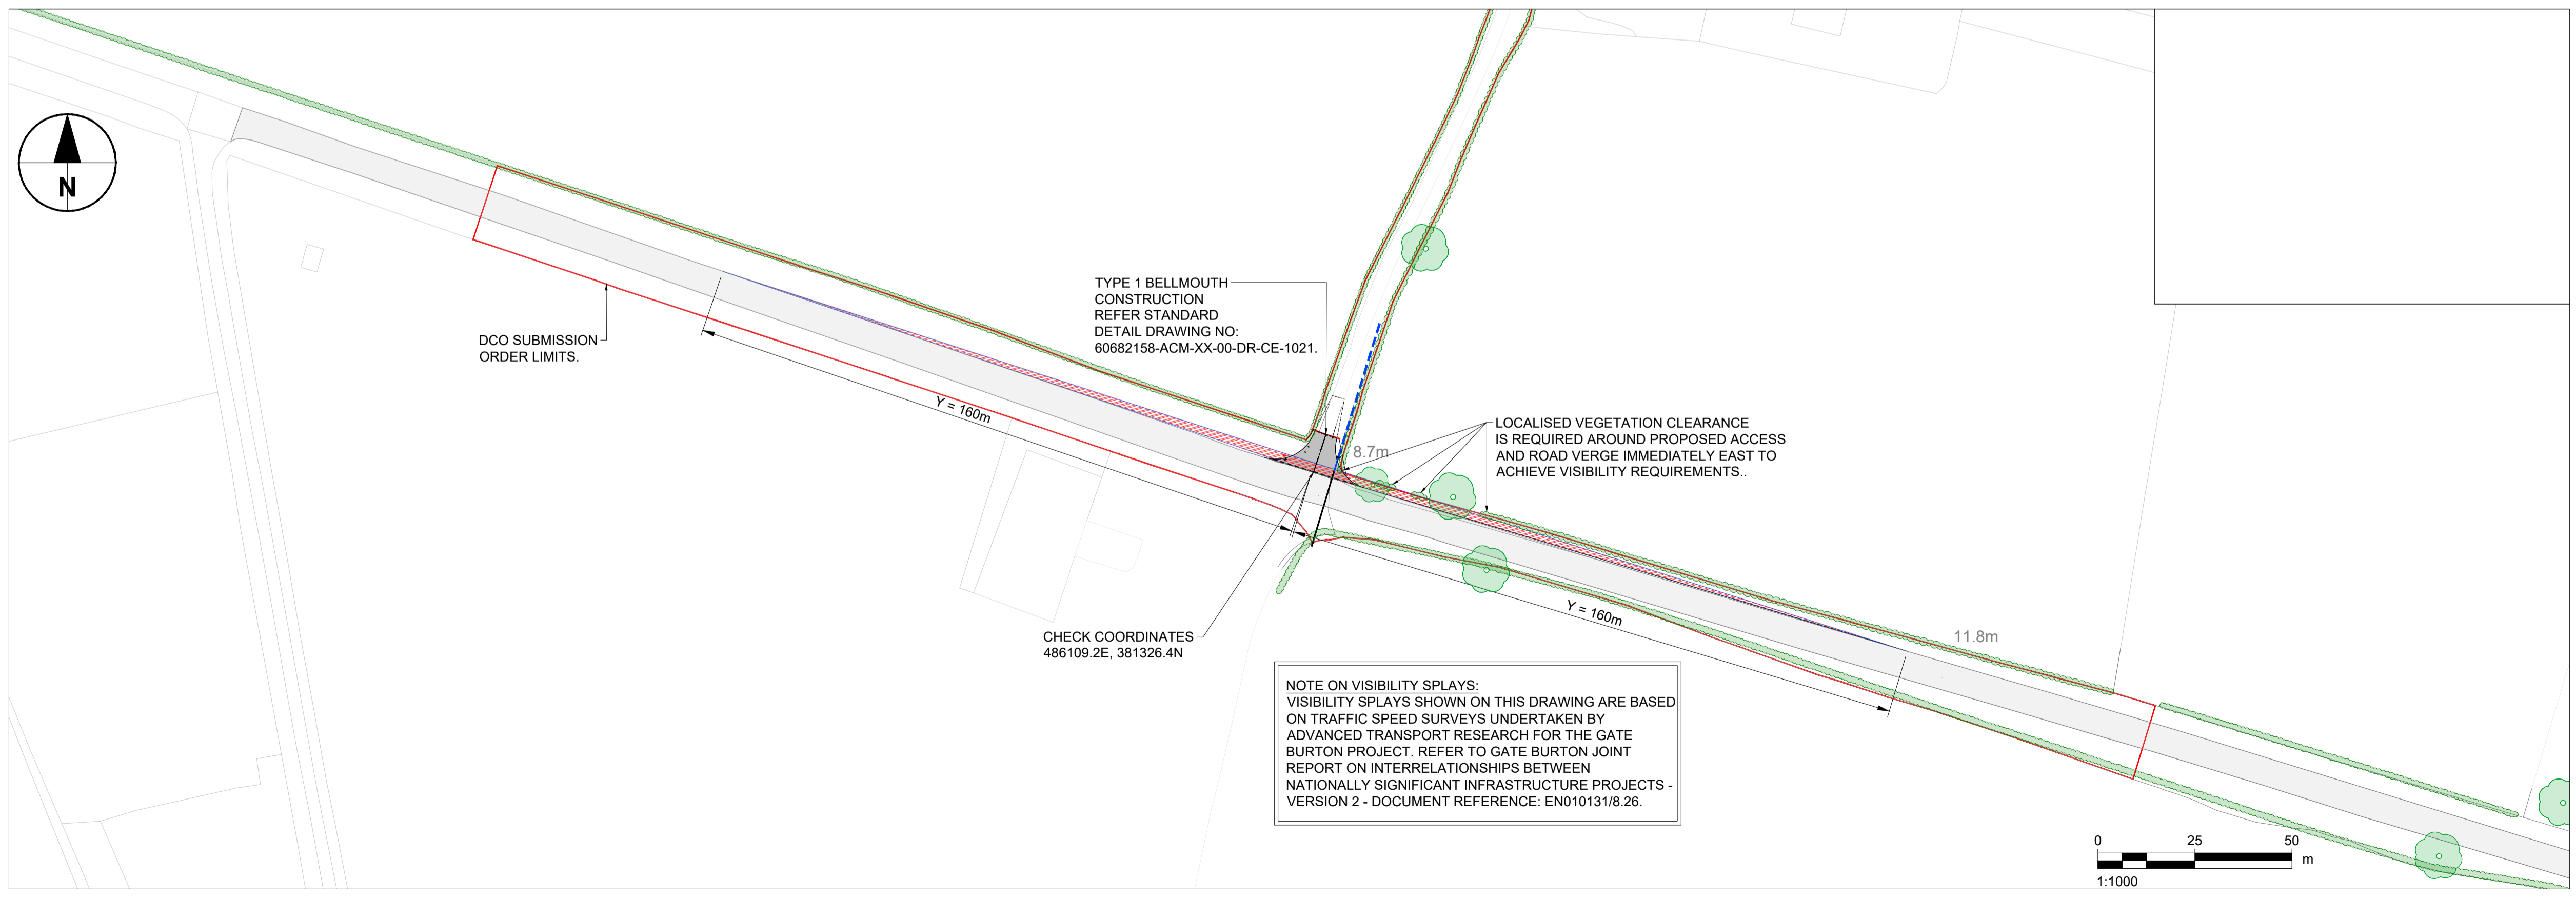 N
TYPE 1 BELLMOUTH
CONSTRUCTION
REFER STANDARD
DETAIL DRAWING NO:
60682158-ACM-XX-00-DR-CE-1021.
DCO SUBMISSION
ORDER LIMITS.
Y = 160m
8.7m
LOCALISED VEGETATION CLEARANCE
IS REQUIRED AROUND PROPOSED ACCESS
AND ROAD VERGE IMMEDIATELY EAST TO
ACHIEVE VISIBILITY REQUIREMENTS..
Y = 160m
11.8m
CHECK COORDINATES
486109.2E, 381326.4N
NOTE ON VISIBILITY SPLAYS:
VISIBILITY SPLAYS SHOWN ON THIS DRAWING ARE BASED
ON TRAFFIC SPEED SURVEYS UNDERTAKEN BY
ADVANCED TRANSPORT RESEARCH FOR THE GATE
BURTON PROJECT. REFER TO GATE BURTON JOINT
REPORT ON INTERRELATIONSHIPS BETWEEN
NATIONALLY SIGNIFICANT INFRASTRUCTURE PROJECTS -
VERSION 2 - DOCUMENT REFERENCE: EN010131/8.26.
0 25 50
m
1:1000